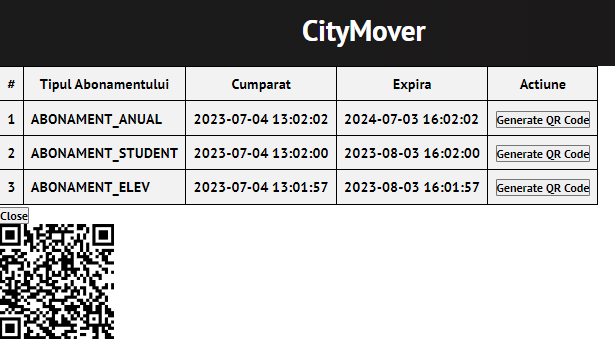 CityMover
# Tipul Abonamentului Cumparat Expira Actiune
1 ABONAMENT_ANUAL 2023-07-04 13:02:02 2024-07-03 16:02:02 Generate QR Code
2 ABONAMENT_STUDENT 2023-07-04 13:02:00 2023-08-03 16:02:00 Generate QR Code
3 ABONAMENT_ELEV 2023-07-04 13:01:57 2023-08-03 16:01:57 Generate QR Code
Close